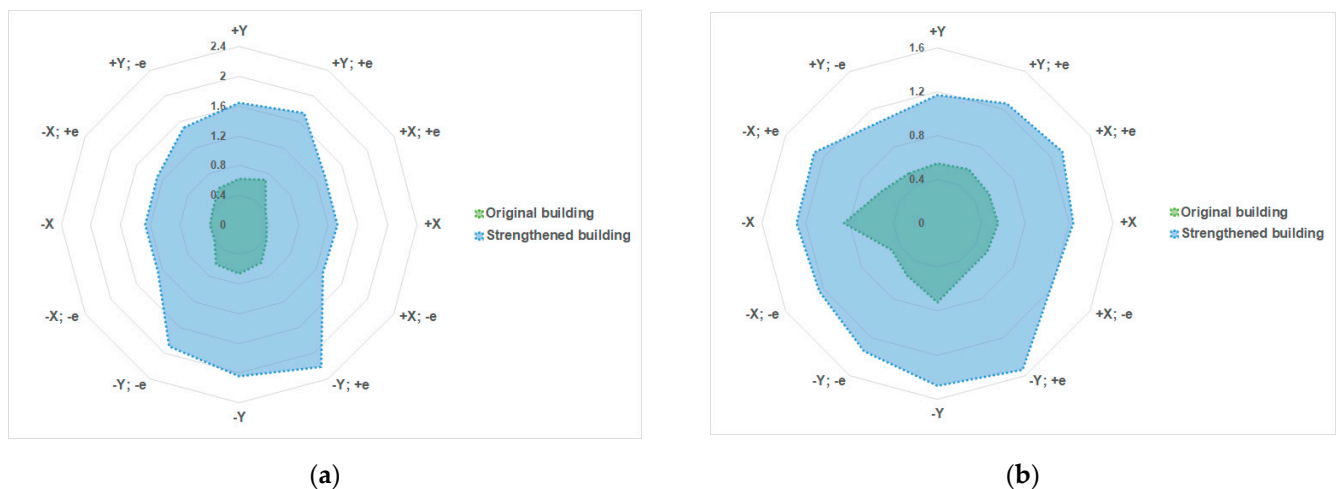 +Y
2.4
+Y; -e
+Y; +e
2
1.6
-X; +e
+X; +e
1.2
0.8
0.4
-X
0
+X
-X; -e
+X; -e
-Y; -e
-Y; +e
-Y
Original building
Strengthened building
(a)
+Y
1.6
+Y; -e
+Y; +e
1.2
-X; +e
+X; +e
0.8
0.4
-X
0
+X
-X; -e
+X; -e
-Y; -e
-Y; +e
-Y
Original building
Strengthened building
(b)